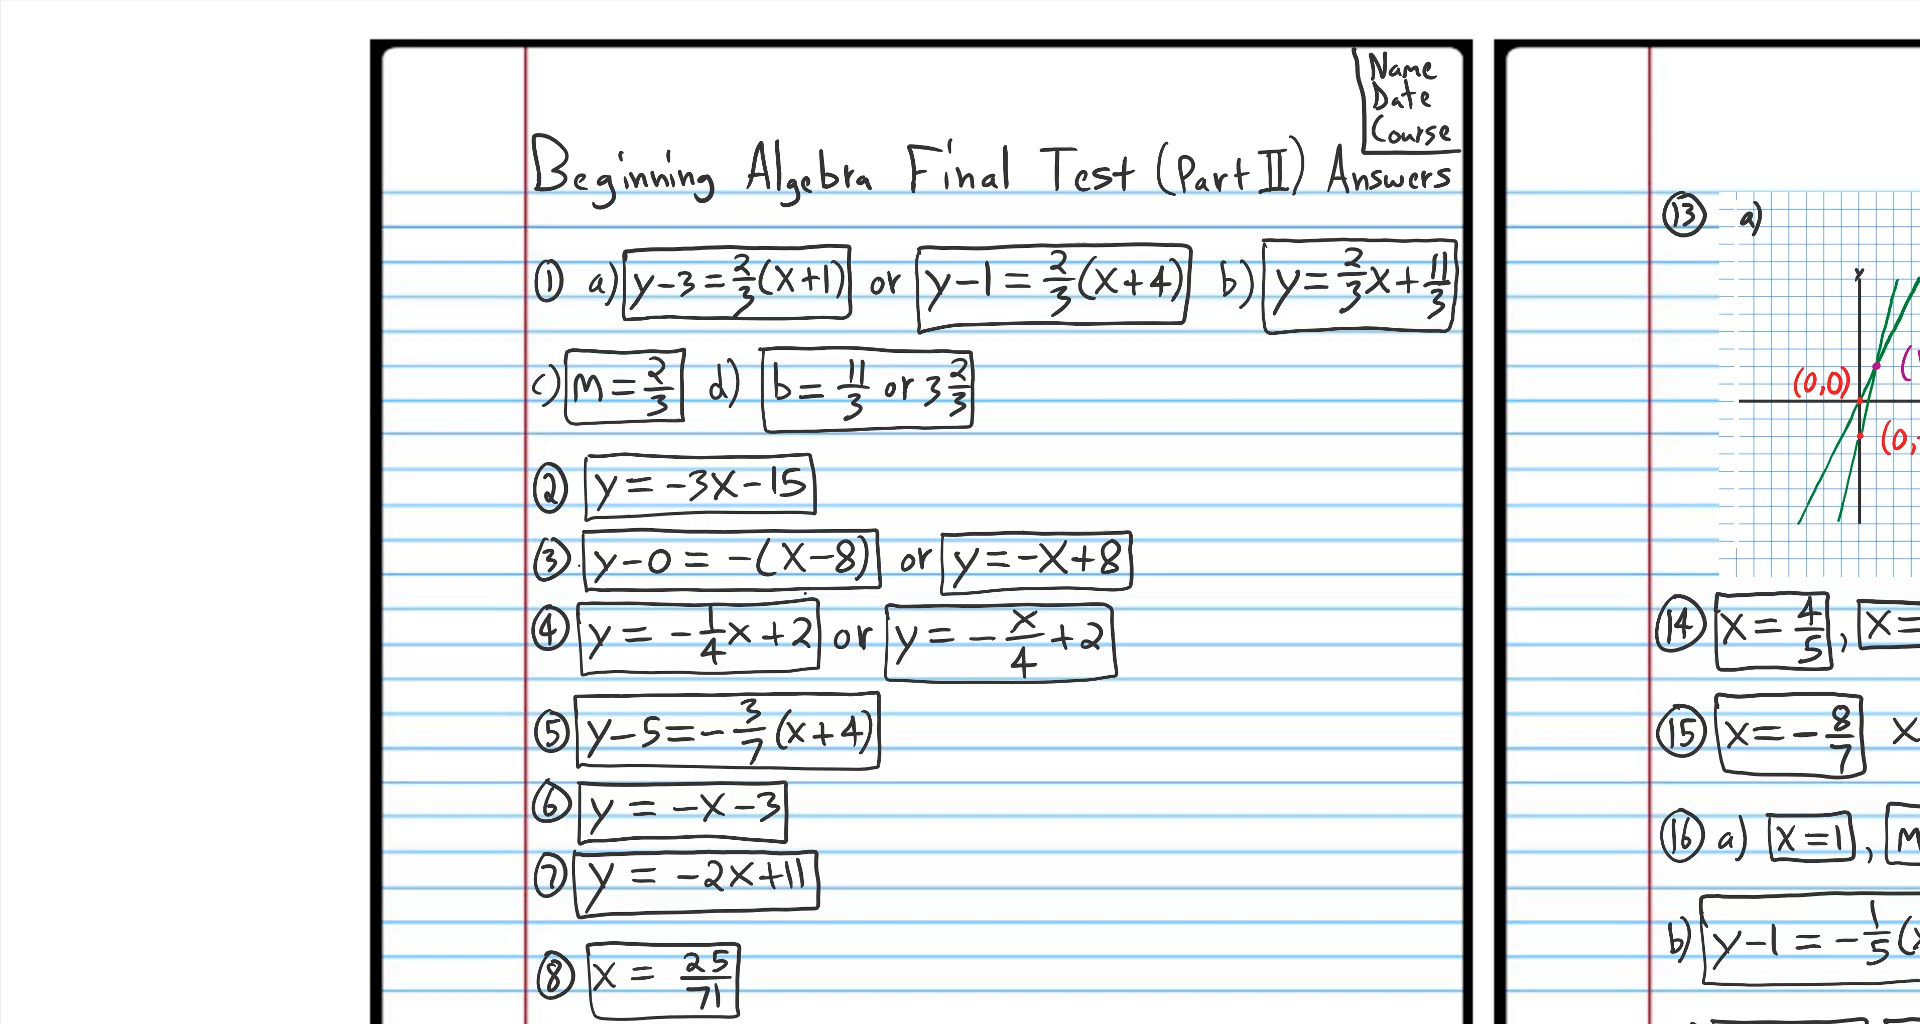 Name
Date
Course
Beginning Algebra Final Test (Part II) Answers
① a) y-3=2/3(x+1) or y-1=2/3(x+4) b) y=2/3x+11/3
c) m=2/3 d) b=11/3 or 3 2/3
② y=-3x-15
③ y-0=-(x-8) or y=-x+8
④ y=-1/4x+2 or y=-x/4+2
⑤ y-5=-3/7(x+4)
⑥ y=-x-3
⑦ y=-2x+11
⑧ x=25/71
⑬ a)
y
(0,0)
(0,
⑭ x=4/5, x=
⑮ x=-8/7 x
⑯ a) x=1, m
b) y-1=-1/5(x